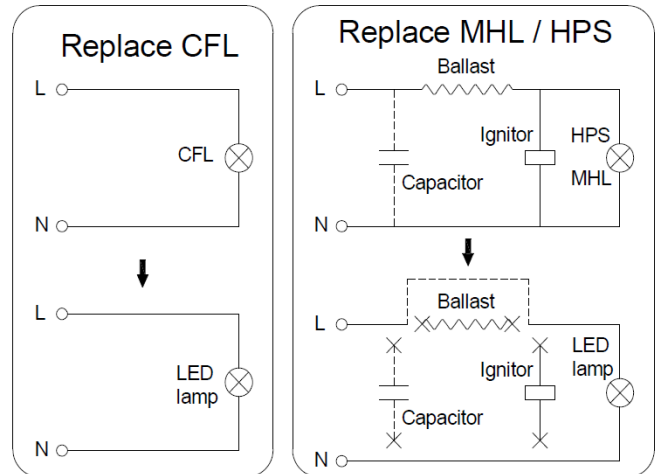 Replace CFL
L
CFL
N
L
LED
lamp
N
Replace MHL / HPS
Ballast
L
Ignitor
HPS
MHL
Capacitor
N
Ballast
L
Ignitor
LED
lamp
Capacitor
N